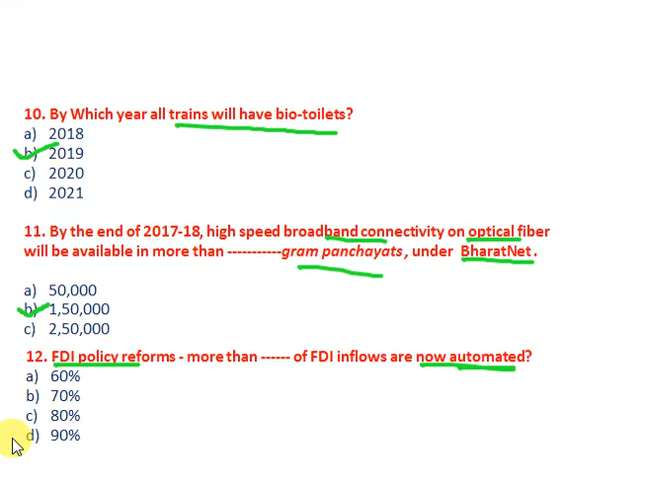 10. By Which year all trains will have bio-toilets?
a) 2018
b) 2019
c) 2020
d) 2021
11. By the end of 2017-18, high speed broadband connectivity on optical fiber
will be available in more than -----------gram panchayats, under BharatNet.
a) 50,000
b) 1,50,000
c) 2,50,000
12. FDI policy reforms - more than ------ of FDI inflows are now automated?
a) 60%
b) 70%
c) 80%
d) 90%